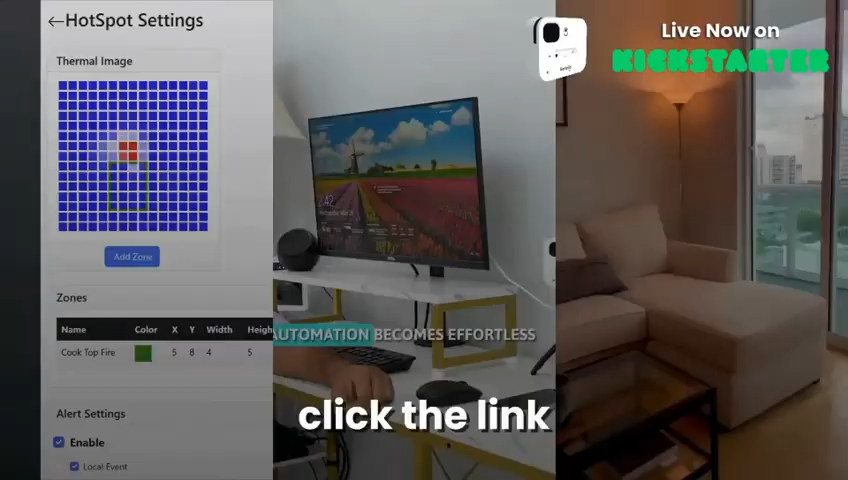 ←HotSpot Settings
Thermal Image
Add Zone
Zones
Name Color X Y Width Heigh
Cook Top Fire 5 8 4 5
Alert Settings
Enable
Local Event
AUTOMATION BECOMES EFFORTLESS
click the link
Live Now on
KICKSTARTER